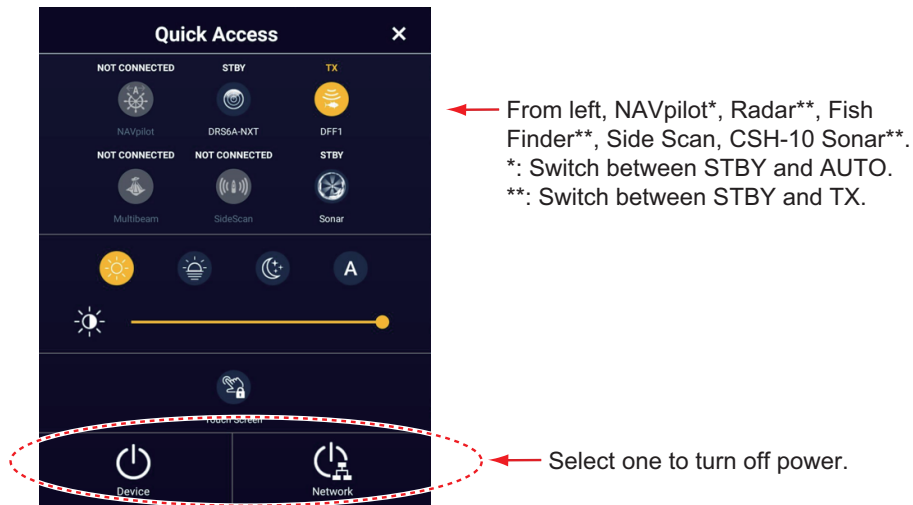 Quick Access ×
NOT CONNECTED STBY TX
NAVpilot DRS6A-NXT DFF1
NOT CONNECTED NOT CONNECTED STBY
Multibeam SideScan Sonar
A
Touch Screen
Device Network
From left, NAVpilot*, Radar**, Fish
Finder**, Side Scan, CSH-10 Sonar**.
*: Switch between STBY and AUTO.
**: Switch between STBY and TX.
Select one to turn off power.